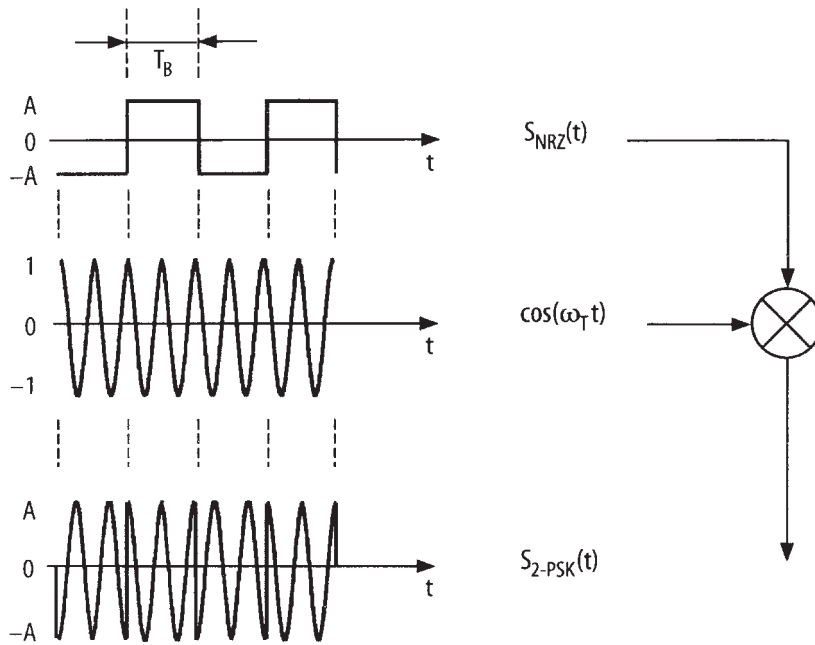 T_B
A
0
−A
t
S_NRZ(t)
1
0
−1
t
cos(ω_T t)
A
0
−A
t
S_2-PSK(t)